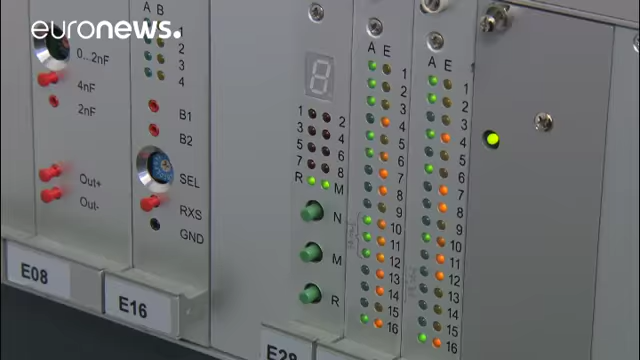 euronews.
A B
1
2
3
4
0...2nF
4nF
2nF
B1
B2
SEL
RXS
GND
Out+
Out-
E08
E16
1 2
3 4
5 6
7 8
R M
N
M
R
E28
A E
1
2
3
4
5
6
7
8
9
10
11
12
13
14
15
16
A E
1
2
3
4
5
6
7
8
9
10
11
12
13
14
15
16